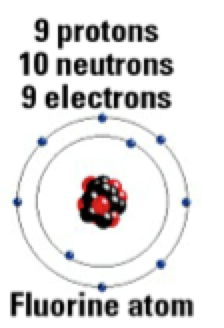 9 protons
10 neutrons
9 electrons
Fluorine atom